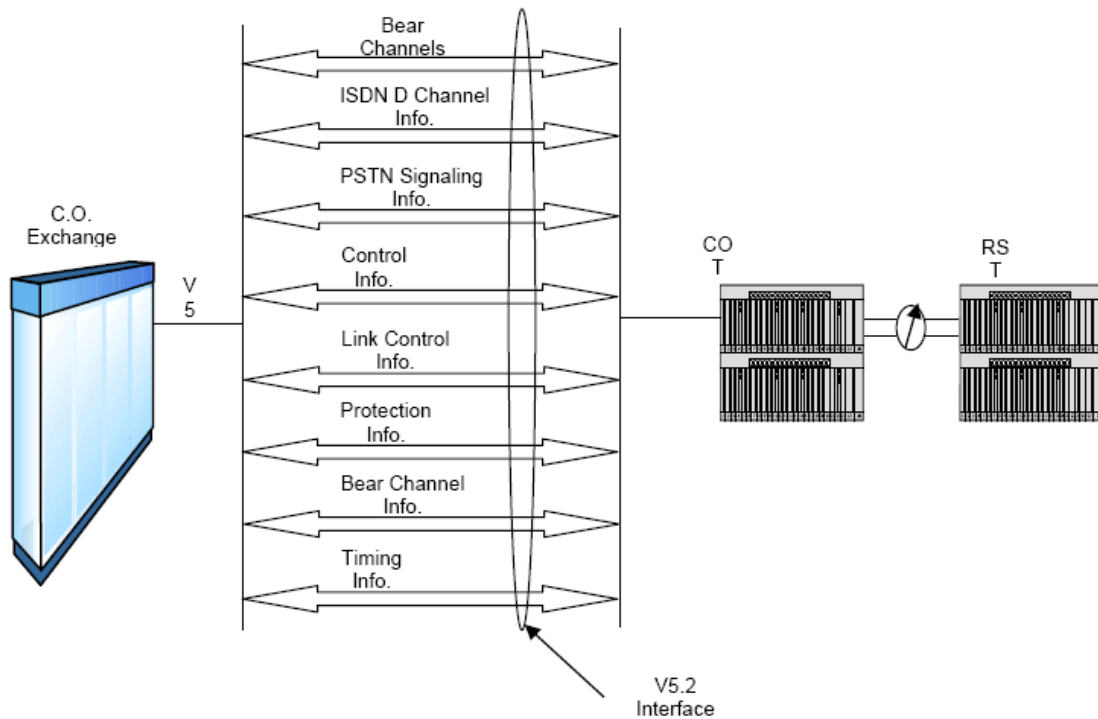 Bear
Channels
ISDN D Channel
Info.
PSTN Signaling
Info.
C.O.
Exchange
V
5
Control
Info.
CO
T
RS
T
Link Control
Info.
Protection
Info.
Bear Channel
Info.
Timing
Info.
V5.2
Interface